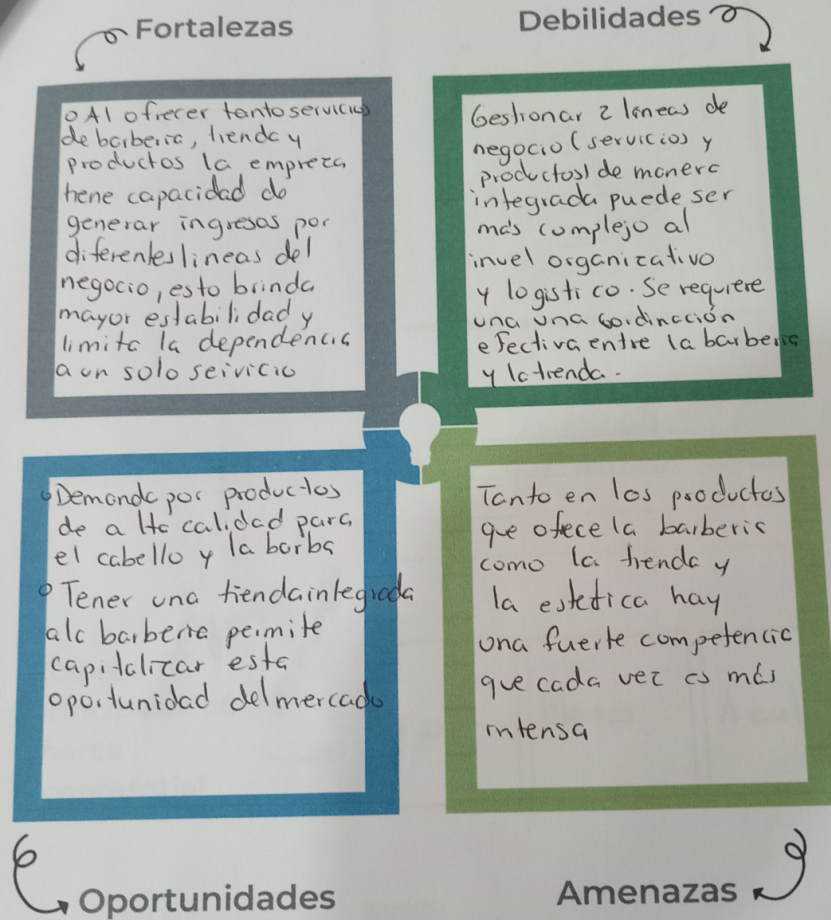 Fortalezas
o Al ofrecer tanto servicios
de barberia, tienda y
productos la empreza
tiene capacidad de
generar ingresos por
diferentes lineas del
negocio, esto brinda
mayor estabilidad y
limita la dependencia
a un solo servicio
Debilidades
Gestionar 2 lineas de
negocio (servicios y
productos) de manera
integrada puede ser
más complejo al
invel organizativo
y logistico. Se requiere
una una coidinación
efectiva entre la barberia
y la tienda.
o Demanda por productos
de alta calidad para
el cabello y la barba
o Tener una tienda integrada
ala barberia permite
capitalizar esta
oportunidad del mercado
Oportunidades
Tanto en los productos
que ofece la barberia
como la tienda y
la estetica hay
una fuerte competencia
que cada vez es más
intensa
Amenazas